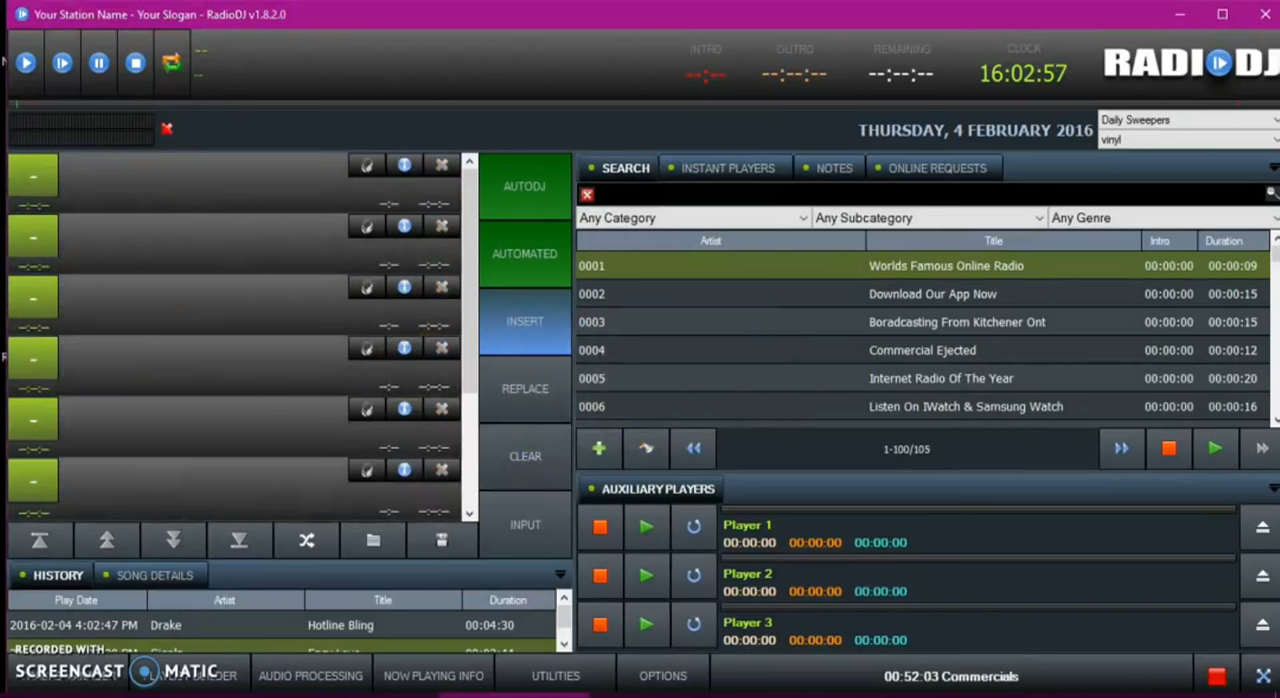 Your Station Name - Your Slogan - RadioDJ v1.8.2.0
INTRO OUTRO REMAINING CLOCK
--:-- --:--:-- --:--:-- 16:02:57
RADIO DJ
THURSDAY, 4 FEBRUARY 2016
Daily Sweepers
vinyl
AUTODJ
AUTOMATED
INSERT
REPLACE
CLEAR
INPUT
SEARCH INSTANT PLAYERS NOTES ONLINE REQUESTS
Any Category Any Subcategory Any Genre
Artist Title Intro Duration
0001 Worlds Famous Online Radio 00:00:00 00:00:09
0002 Download Our App Now 00:00:00 00:00:15
0003 Boradcasting From Kitchener Ont 00:00:00 00:00:15
0004 Commercial Ejected 00:00:00 00:00:12
0005 Internet Radio Of The Year 00:00:00 00:00:20
0006 Listen On IWatch & Samsung Watch 00:00:00 00:00:16
1-100/105
AUXILIARY PLAYERS
Player 1
00:00:00 00:00:00 00:00:00
Player 2
00:00:00 00:00:00 00:00:00
Player 3
00:00:00 00:00:00 00:00:00
HISTORY SONG DETAILS
Play Date Artist Title Duration
2016-02-04 4:02:47 PM Drake Hotline Bling 00:04:30
RECORDED WITH
SCREENCAST MATIC
AUDIO PROCESSING NOW PLAYING INFO UTILITIES OPTIONS 00:52:03 Commercials